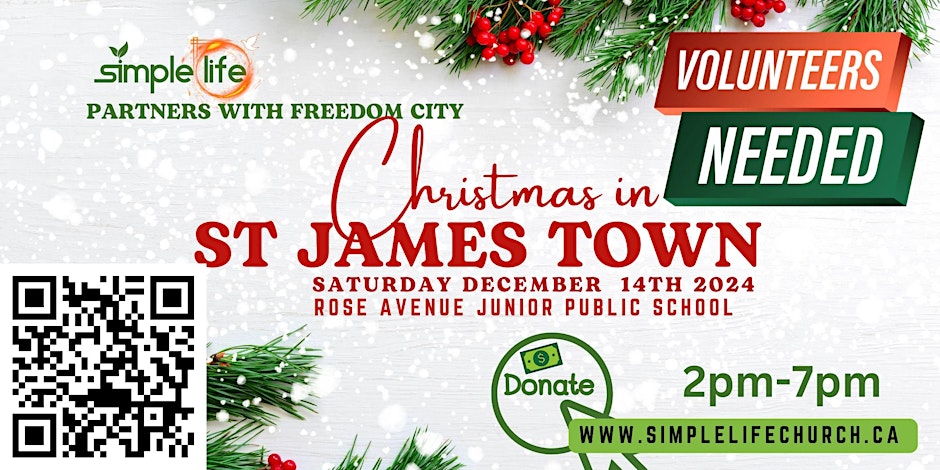 simple life
PARTNERS WITH FREEDOM CITY
VOLUNTEERS
NEEDED
Christmas in
ST JAMES TOWN
SATURDAY DECEMBER 14TH 2024
ROSE AVENUE JUNIOR PUBLIC SCHOOL
$
Donate
2pm-7pm
WWW.SIMPLELIFECHURCH.CA